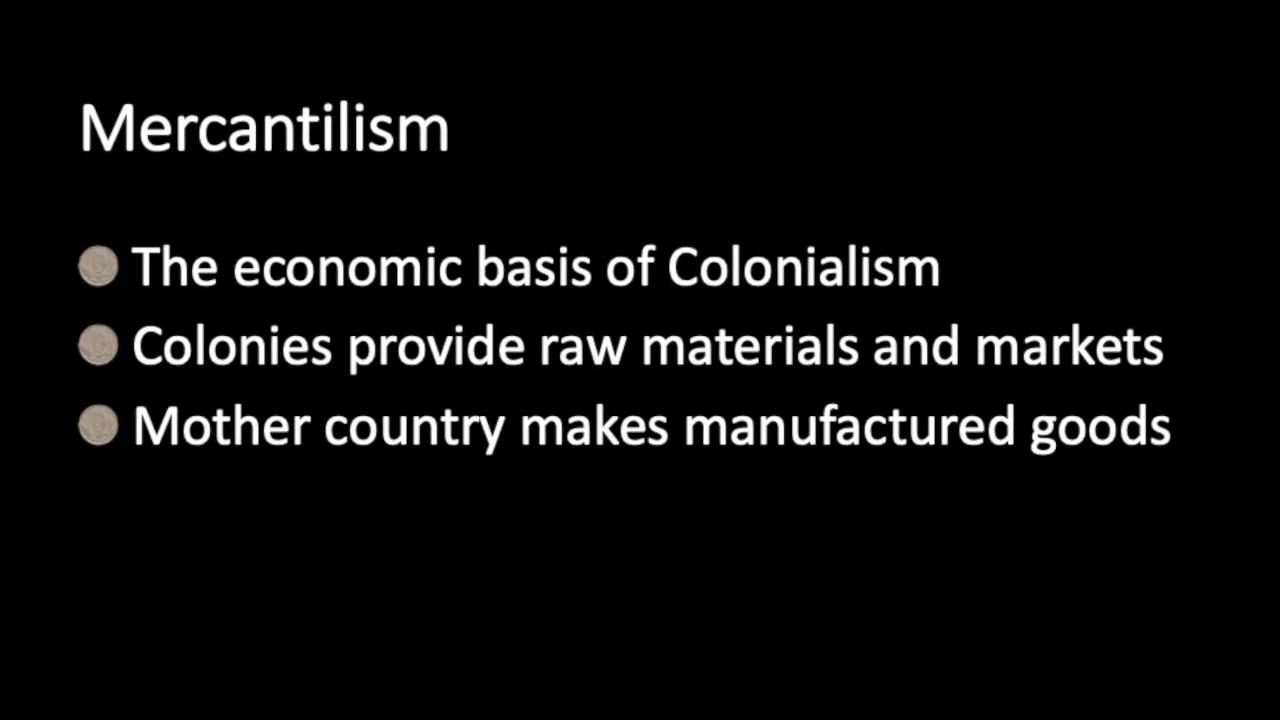 Mercantilism
The economic basis of Colonialism
Colonies provide raw materials and markets
Mother country makes manufactured goods